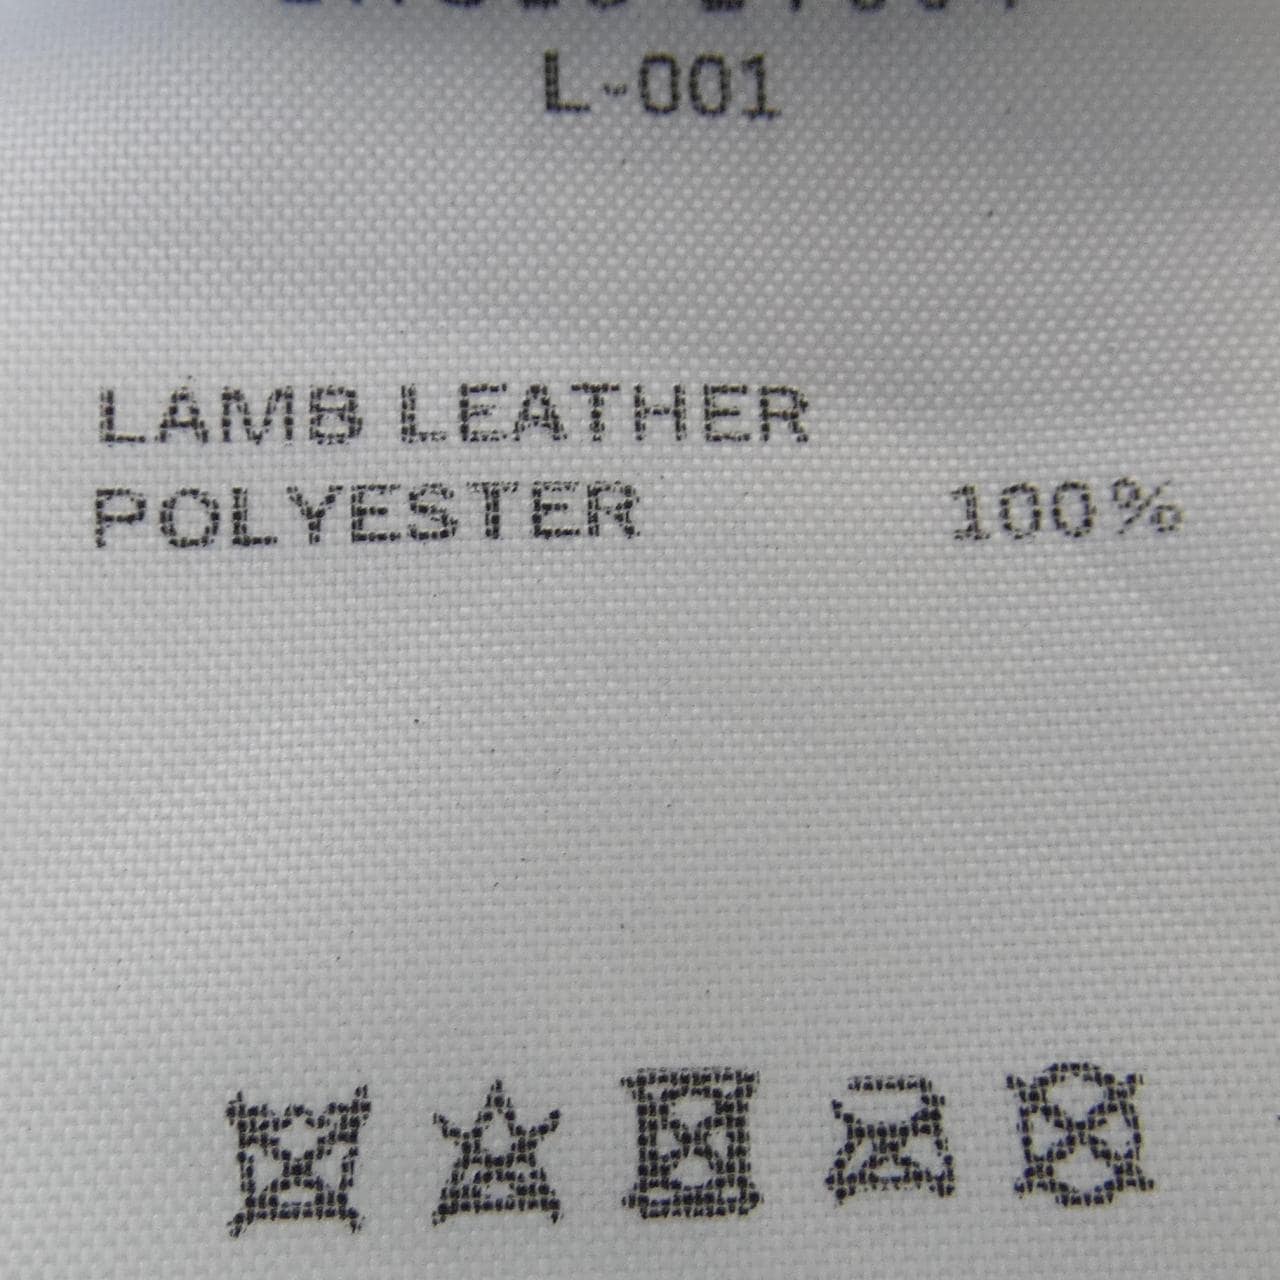 L-001
LAMB LEATHER
POLYESTER 100%